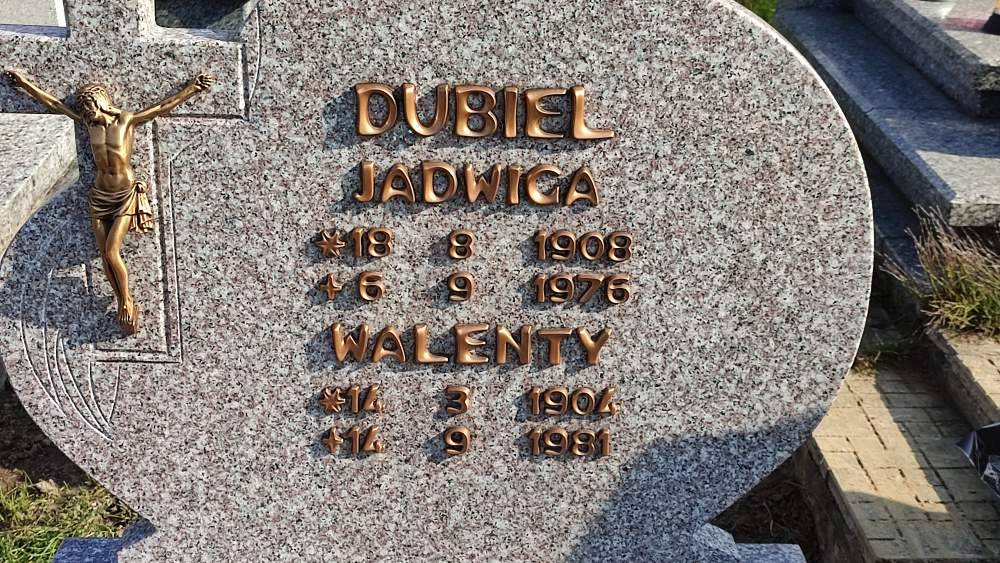 DUBIEL
JADWIGA
*18 8 1908
+6 9 1976
WALENTY
*14 3 1904
+14 9 1981